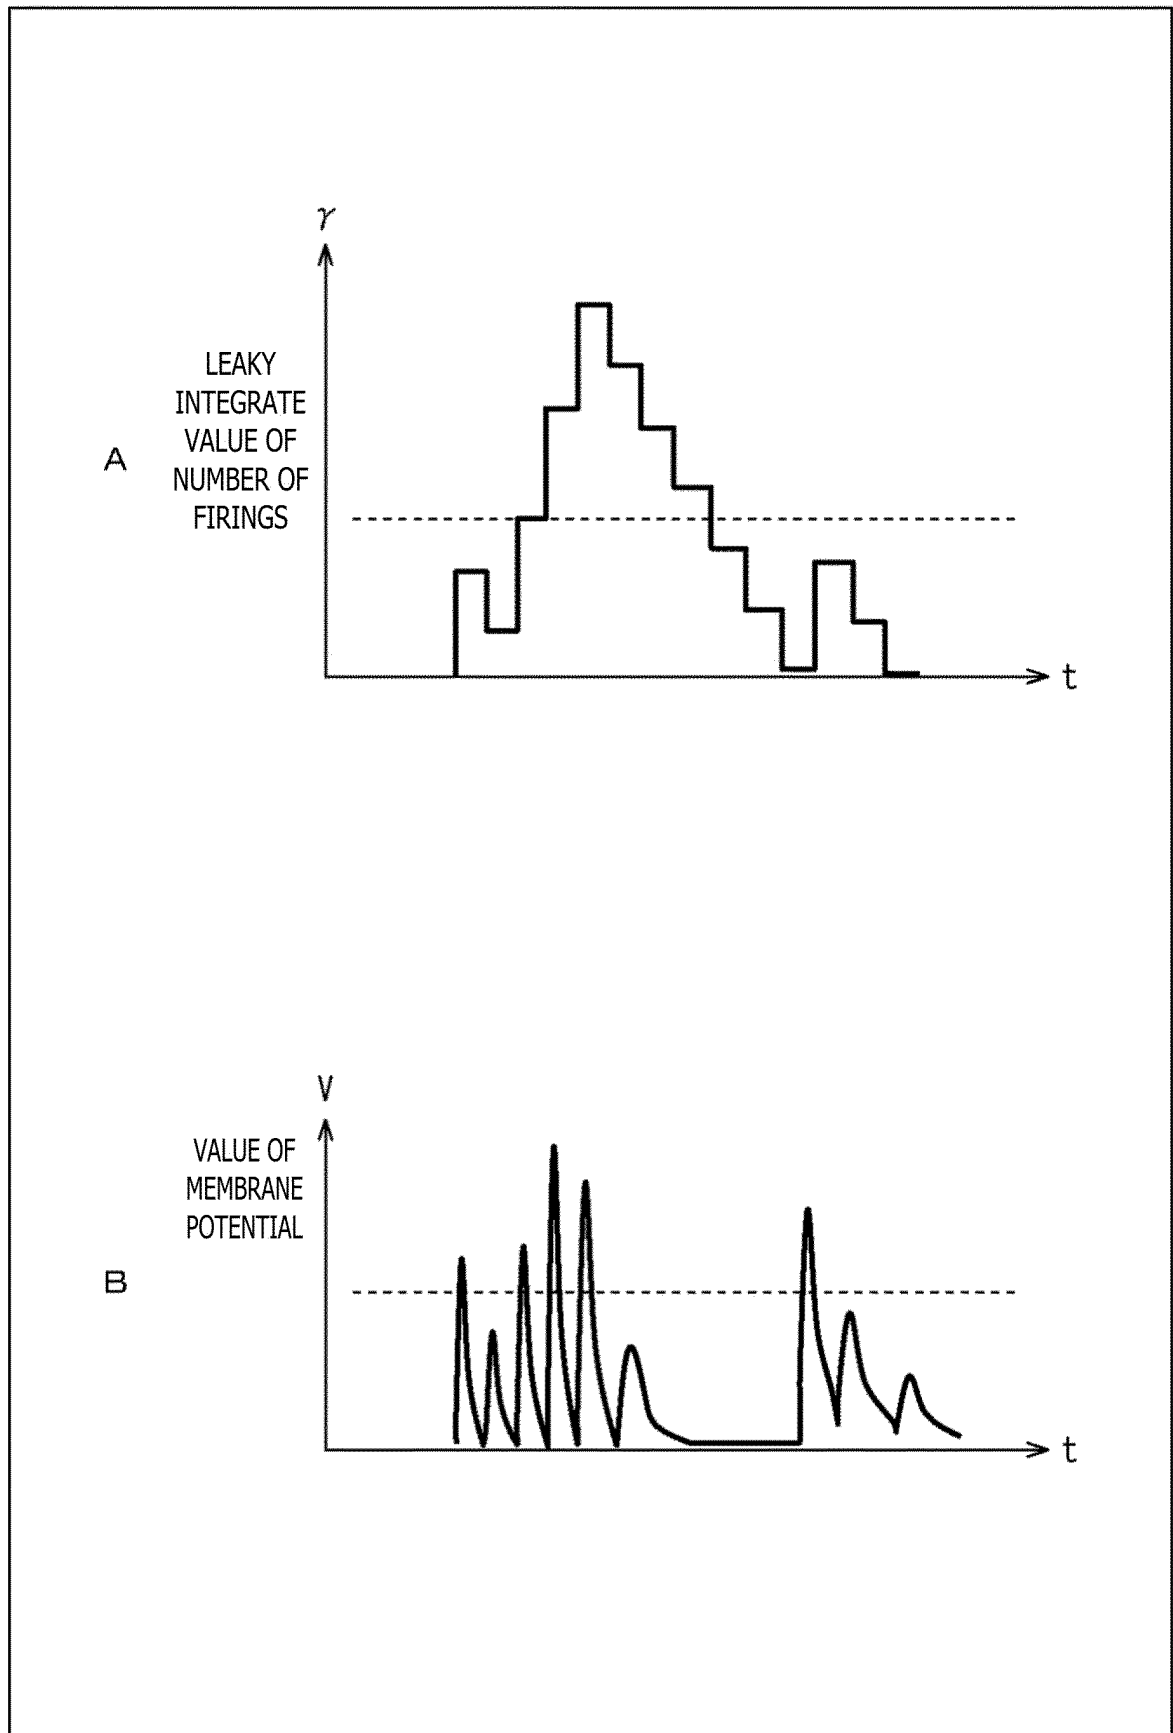 γ
LEAKY
INTEGRATE
VALUE OF
NUMBER OF
FIRINGS
A
t
V
VALUE OF
MEMBRANE
POTENTIAL
B
t